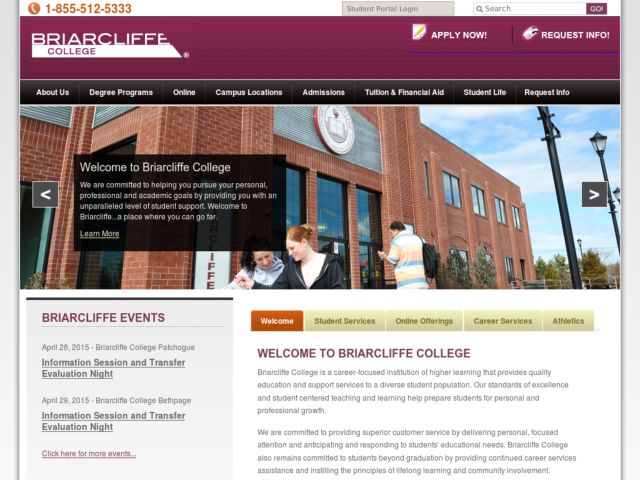 1-855-512-5333
Student Portal Login
Search
GO!
BRIARCLIFFE
COLLEGE
®
APPLY NOW!
REQUEST INFO!
About Us
Degree Programs
Online
Campus Locations
Admissions
Tuition & Financial Aid
Student Life
Request Info
<
>
Welcome to Briarcliffe College
We are committed to helping you pursue your personal,
professional and academic goals by providing you with an
unparalleled level of student support. Welcome to
Briarcliffe...a place where you can go far.
Learn More
BRIARCLIFFE EVENTS
April 28, 2015 - Briarcliffe College Patchogue
Information Session and Transfer
Evaluation Night
April 29, 2015 - Briarcliffe College Bethpage
Information Session and Transfer
Evaluation Night
Click here for more events...
Welcome
Student Services
Online Offerings
Career Services
Athletics
WELCOME TO BRIARCLIFFE COLLEGE
Briarcliffe College is a career-focused institution of higher learning that provides quality
education and support services to a diverse student population. Our standards of excellence
and student centered teaching and learning help prepare students for personal and
professional growth.
We are committed to providing superior customer service by delivering personal, focused
attention and anticipating and responding to students' educational needs. Briarcliffe College
also remains committed to students beyond graduation by providing continued career services
assistance and instilling the principles of lifelong learning and community involvement.